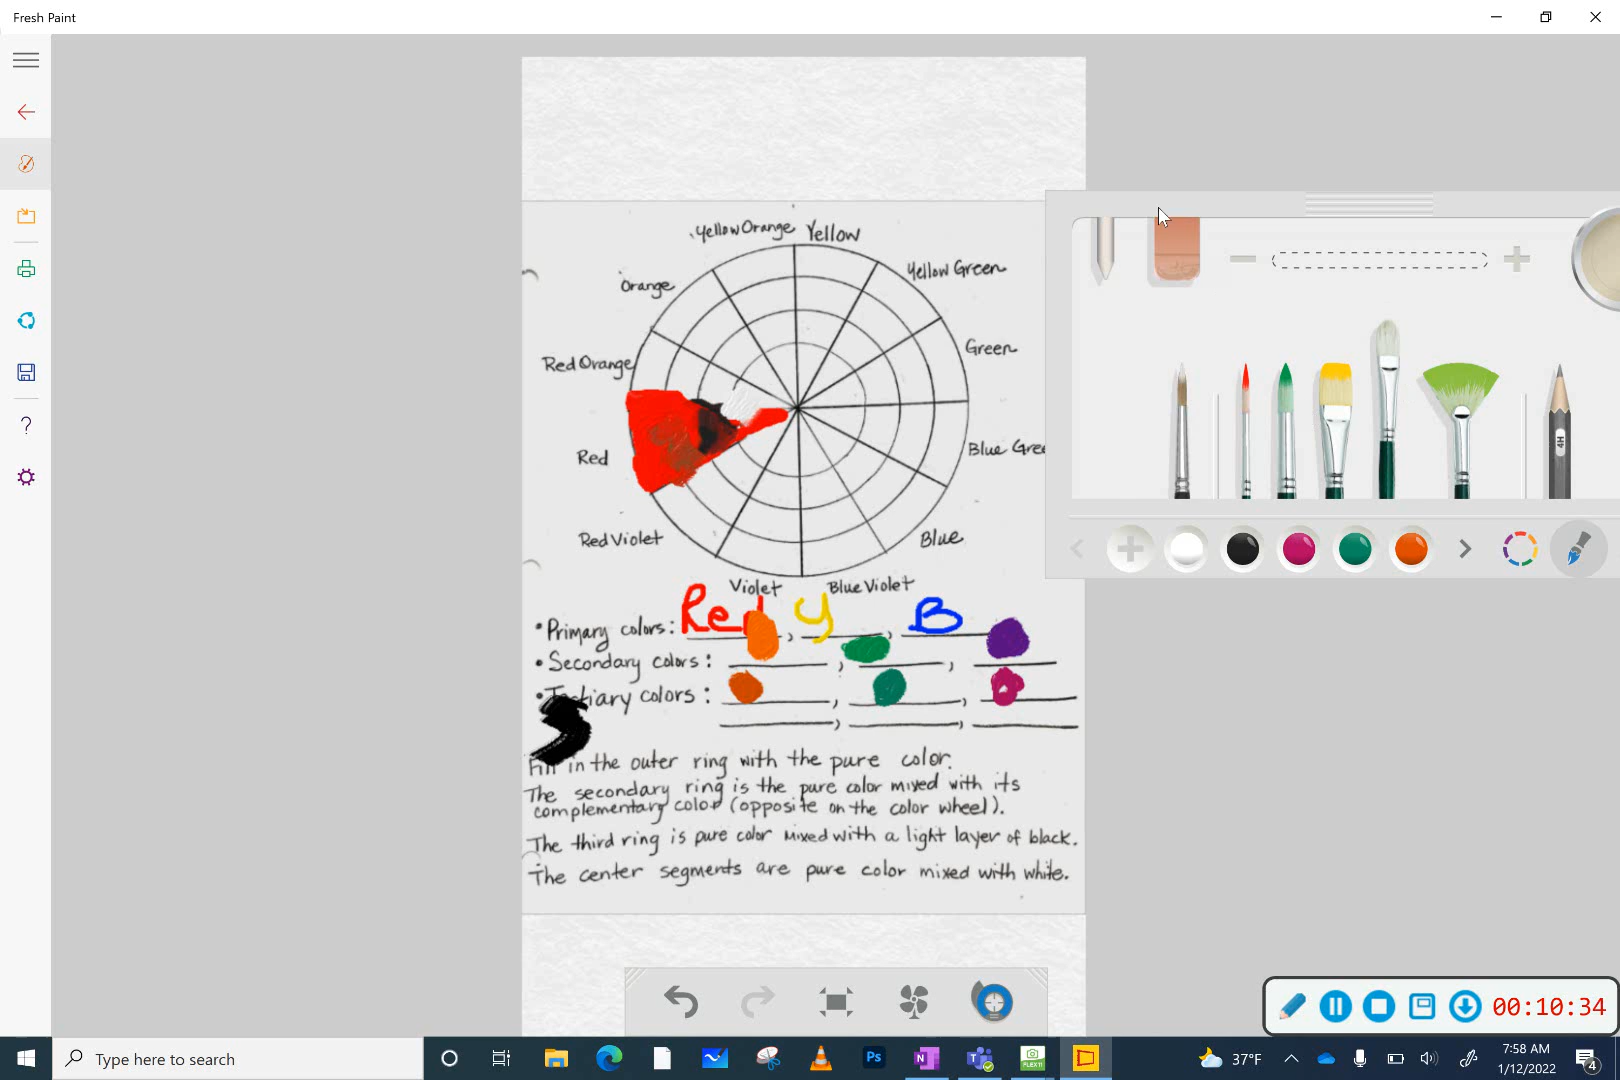 Fresh Paint
Yellow Orange
Yellow
Yellow Green
Orange
Green
Red Orange
Blue Gree
Red
Red Violet
Blue
Violet
Blue Violet
4H
Red
Y
B
• Primary colors: , ,
• Secondary colors: , ,
• Tertiary colors: , ,
Fill in the outer ring with the pure color.
The secondary ring is the pure color mixed with its
complementary color (opposite on the color wheel).
The third ring is pure color mixed with a light layer of black.
The center segments are pure color mixed with white.
00:10:34
Type here to search
Ps
N
FLEXTI
37°F
7:58 AM
1/12/2022
4